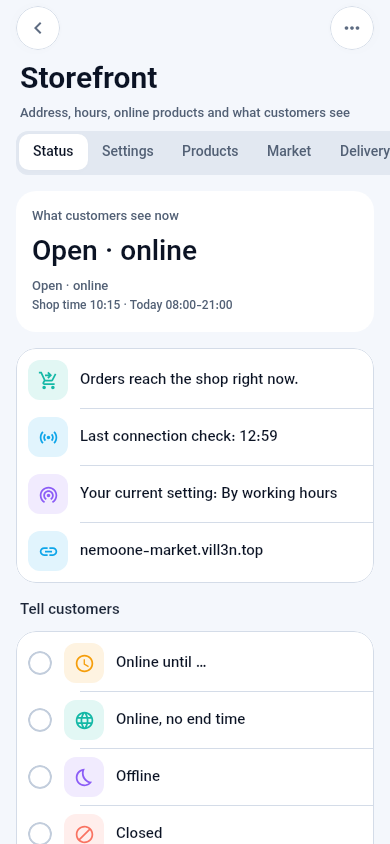 Storefront
Address, hours, online products and what customers see
Status Settings Products Market Delivery
What customers see now
Open · online
Open · online
Shop time 10:15 · Today 08:00–21:00
Orders reach the shop right now.
Last connection check: 12:59
Your current setting: By working hours
nemoone-market.vill3n.top
Tell customers
Online until …
Online, no end time
Offline
Closed